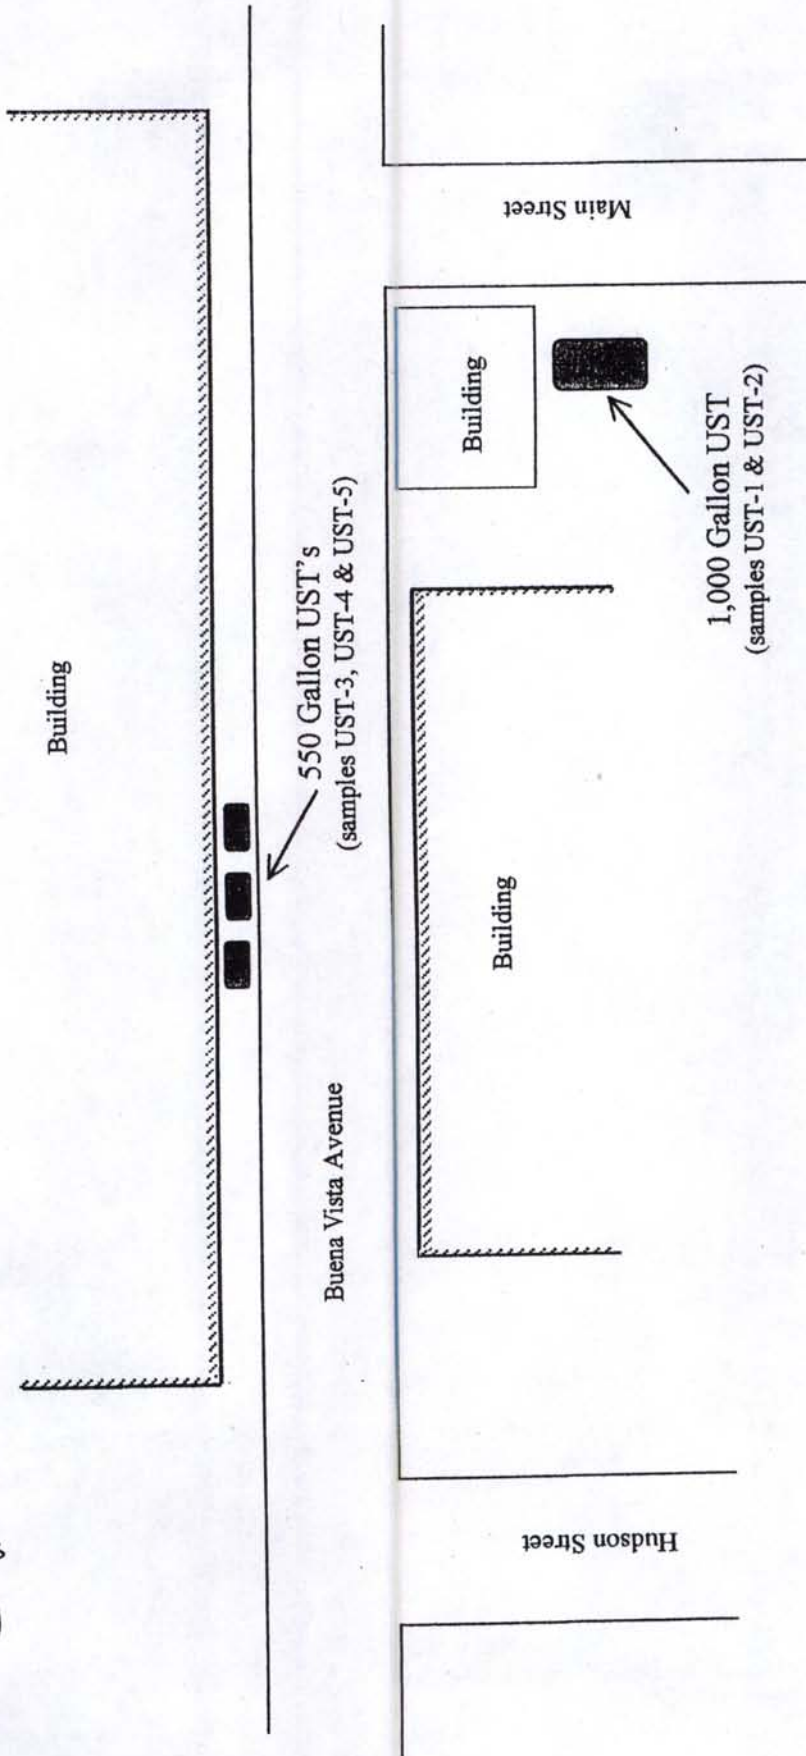 Building
550 Gallon UST's
(samples UST-3, UST-4 & UST-5)
Buena Vista Avenue
Main Street
Building
1,000 Gallon UST
(samples UST-1 & UST-2)
Building
Hudson Street